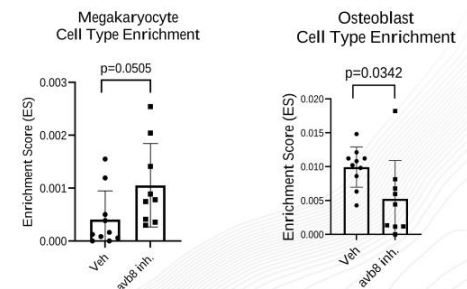 Megakaryocyte
Cell Type Enrichment
p=0.0505
Enrichment Score (ES)
0.003
0.002
0.001
0.000
Veh
avb8 inh.
Osteoblast
Cell Type Enrichment
p=0.0342
Enrichment Score (ES)
0.020
0.015
0.010
0.005
0.000
Veh
avb8 inh.